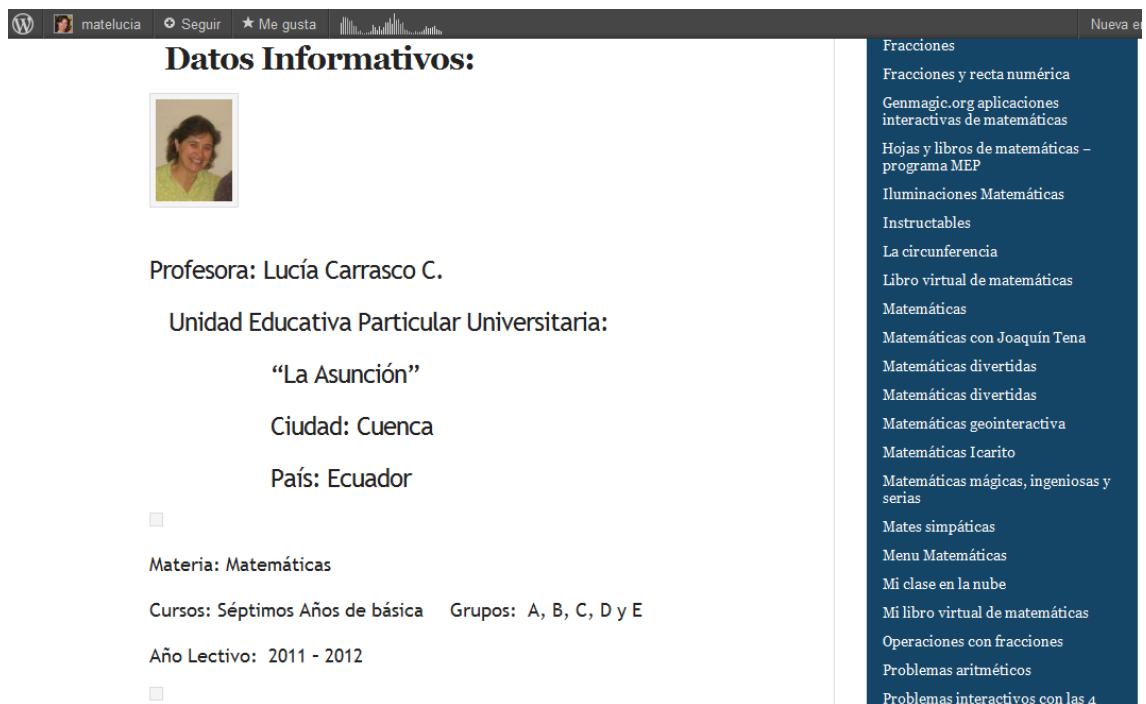 matelucia Seguir Me gusta Nueva
Datos Informativos:
Profesora: Lucía Carrasco C.
Unidad Educativa Particular Universitaria:
“La Asunción”
Ciudad: Cuenca
País: Ecuador
Materia: Matemáticas
Cursos: Séptimos Años de básica Grupos: A, B, C, D y E
Año Lectivo: 2011 – 2012
Fracciones
Fracciones y recta numérica
Genmagic.org aplicaciones
interactivas de matemáticas
Hojas y libros de matemáticas –
programa MEP
Iluminaciones Matemáticas
Instructables
La circunferencia
Libro virtual de matemáticas
Matemáticas
Matemáticas con Joaquín Tena
Matemáticas divertidas
Matemáticas divertidas
Matemáticas geointeractiva
Matemáticas Icarito
Matemáticas mágicas, ingeniosas y
serias
Mates simpáticas
Menu Matemáticas
Mi clase en la nube
Mi libro virtual de matemáticas
Operaciones con fracciones
Problemas aritméticos
Problemas interactivos con las 4